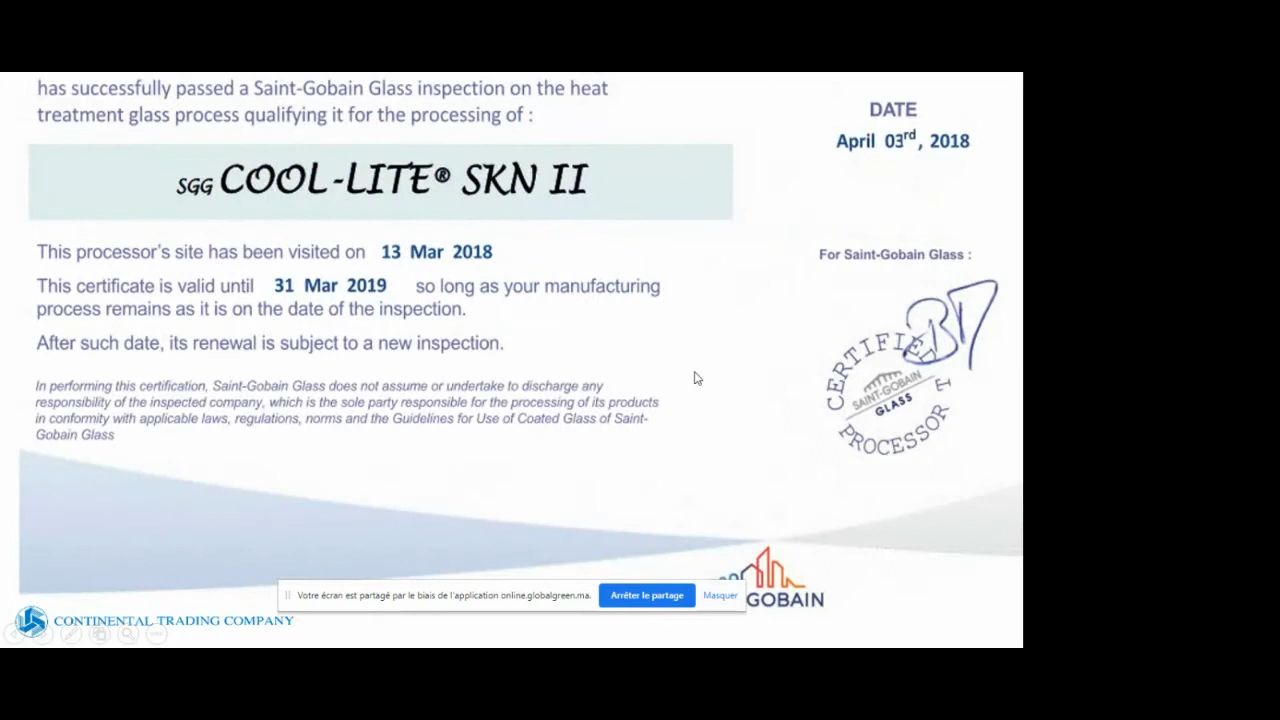 has successfully passed a Saint-Gobain Glass inspection on the heat
treatment glass process qualifying it for the processing of :
DATE
April 03rd, 2018
SGG COOL-LITE® SKN II
This processor's site has been visited on 13 Mar 2018
This certificate is valid until 31 Mar 2019 so long as your manufacturing
process remains as it is on the date of the inspection.
After such date, its renewal is subject to a new inspection.
For Saint-Gobain Glass :
In performing this certification, Saint-Gobain Glass does not assume or undertake to discharge any
responsibility of the inspected company, which is the sole party responsible for the processing of its products
in conformity with applicable laws, regulations, norms and the Guidelines for Use of Coated Glass of Saint-
Gobain Glass
CERTIFIED
SAINT-GOBAIN
GLASS
PROCESSOR
GOBAIN
Votre écran est partagé par le biais de l'application online.globalgreen.ma.
Arrêter le partage
Masquer
CONTINENTAL TRADING COMPANY